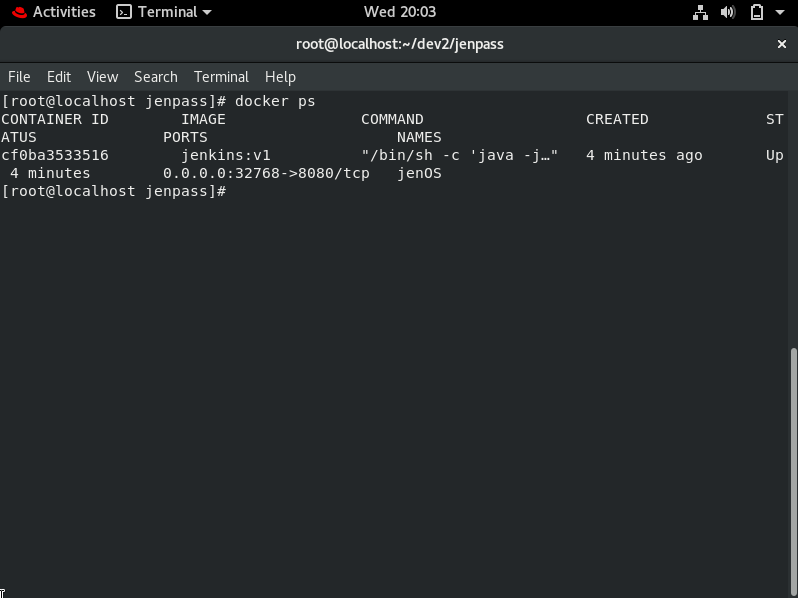 Activities Terminal Wed 20:03
root@localhost:~/dev2/jenpass
File Edit View Search Terminal Help
[root@localhost jenpass]# docker ps
CONTAINER ID        IMAGE               COMMAND                  CREATED             ST
ATUS              PORTS                     NAMES
cf0ba3533516        jenkins:v1          "/bin/sh -c 'java -j…"   4 minutes ago       Up
 4 minutes        0.0.0.0:32768->8080/tcp   jenOS
[root@localhost jenpass]#